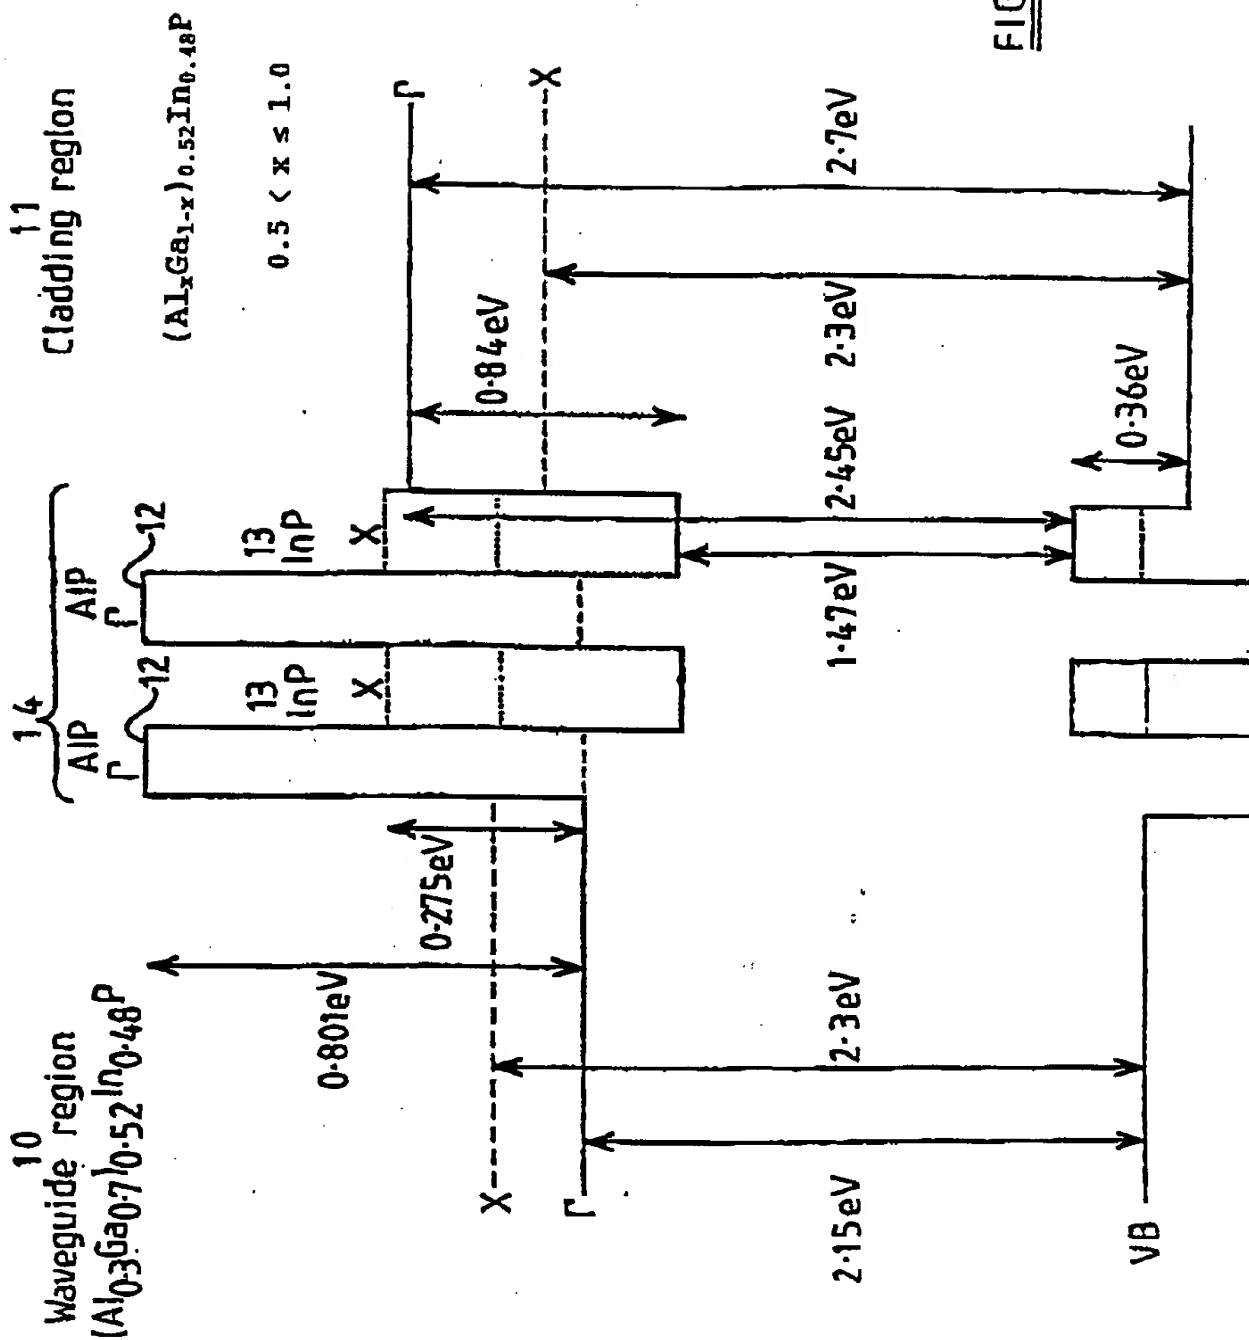 10
Waveguide region
(Al0·3Ga0·7)0·52In0·48P
14
AlP
Γ
12
13
InP
X
AlP
Γ
12
13
InP
X
11
Cladding region
(AlxGa1-x)0.52In0.48P
0.5 < x ≤ 1.0
0·801eV
0·275eV
0·84eV
X
Γ
Γ
X
2·15eV
2·3eV
1·47eV
2·45eV
2·3eV
2·7eV
0·36eV
VB